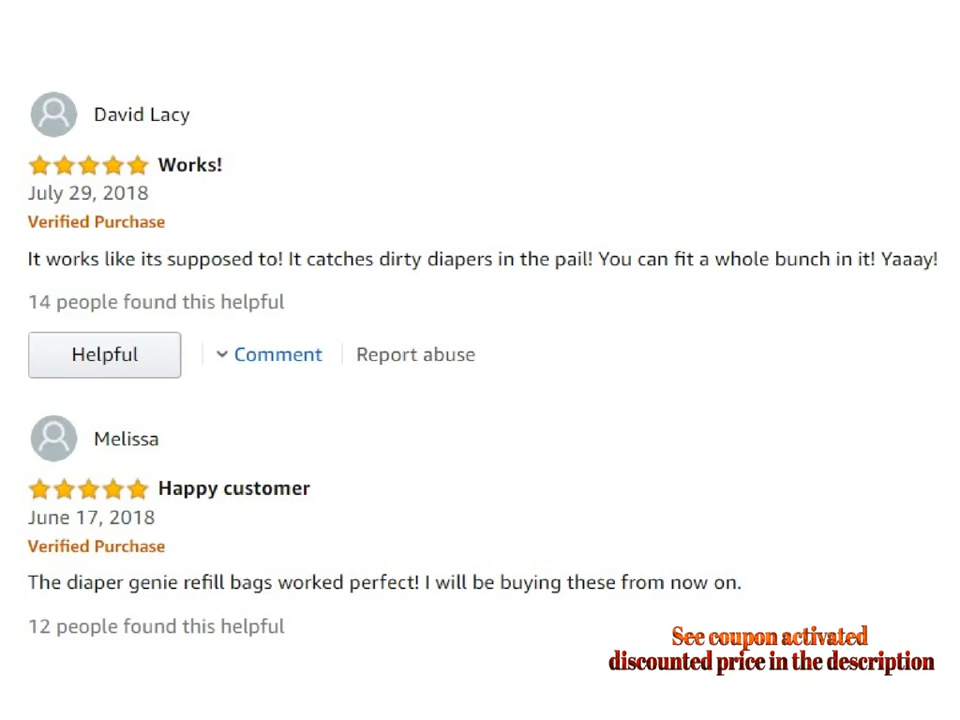 David Lacy
Works!
July 29, 2018
Verified Purchase
It works like its supposed to! It catches dirty diapers in the pail! You can fit a whole bunch in it! Yaaay!
14 people found this helpful
Helpful Comment Report abuse
Melissa
Happy customer
June 17, 2018
Verified Purchase
The diaper genie refill bags worked perfect! I will be buying these from now on.
12 people found this helpful
See coupon activated
discounted price in the description